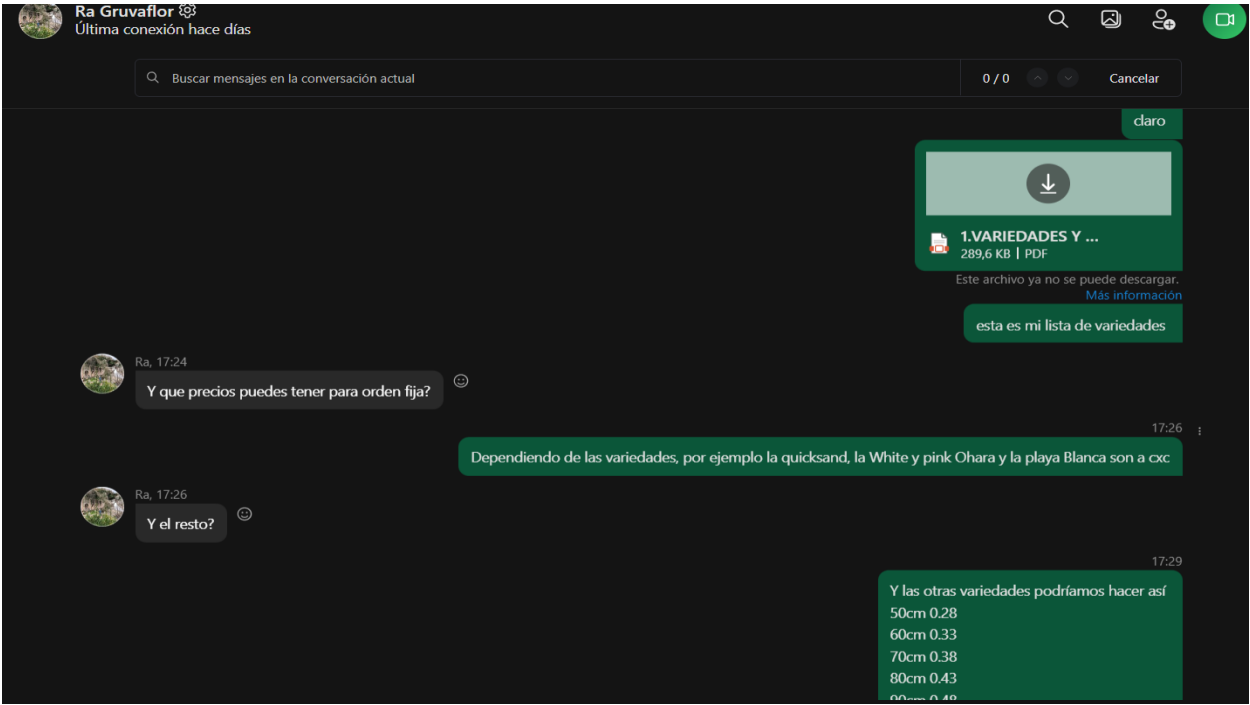 Ra Gruvaflor
Última conexión hace días
Buscar mensajes en la conversación actual
0 / 0
Cancelar
claro
1.VARIEDADES Y ...
289,6 KB | PDF
Este archivo ya no se puede descargar.
Más información
esta es mi lista de variedades
Ra, 17:24
Y que precios puedes tener para orden fija?
17:26
Dependiendo de las variedades, por ejemplo la quicksand, la White y pink Ohara y la playa Blanca son a cxc
Ra, 17:26
Y el resto?
17:29
Y las otras variedades podríamos hacer así
50cm 0.28
60cm 0.33
70cm 0.38
80cm 0.43
90cm 0.48